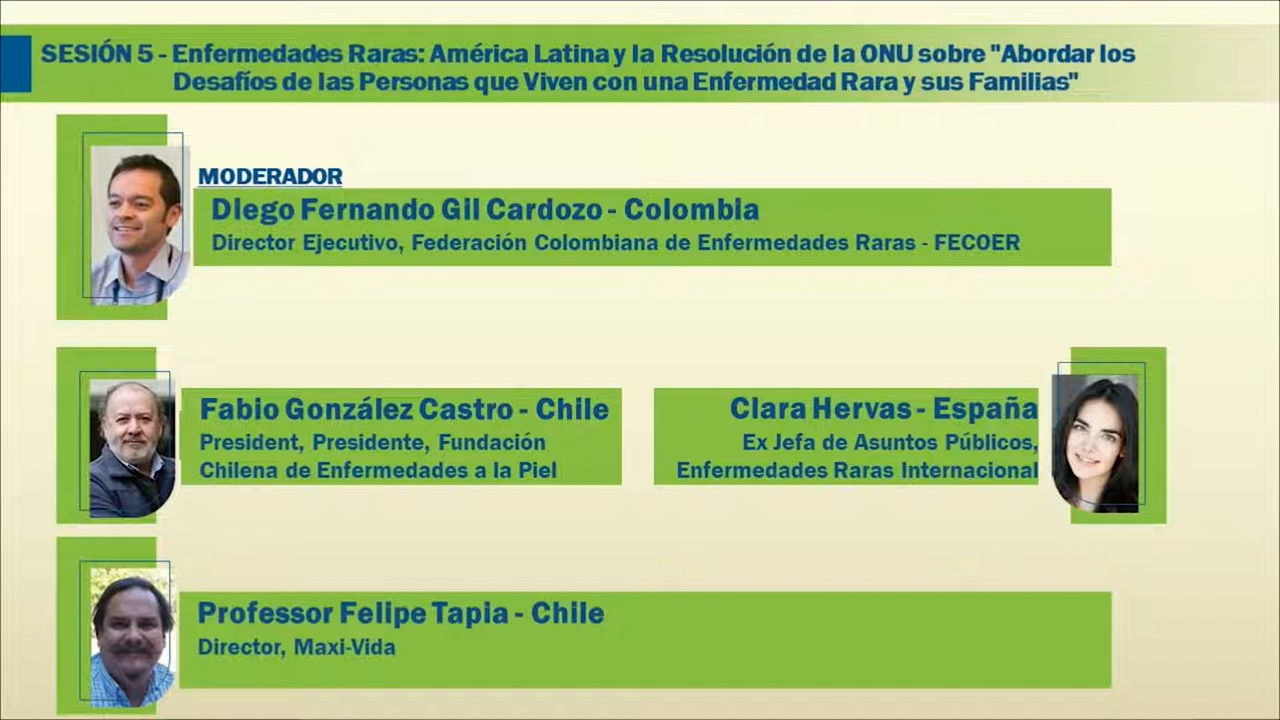 SESIÓN 5 - Enfermedades Raras: América Latina y la Resolución de la ONU sobre "Abordar los
Desafíos de las Personas que Viven con una Enfermedad Rara y sus Familias"
MODERADOR
DIego Fernando Gil Cardozo - Colombia
Director Ejecutivo, Federación Colombiana de Enfermedades Raras - FECOER
Fabio González Castro - Chile
President, Presidente, Fundación
Chilena de Enfermedades a la Piel
Clara Hervas - España
Ex Jefa de Asuntos Públicos,
Enfermedades Raras Internacional
Professor Felipe Tapia - Chile
Director, Maxi-Vida